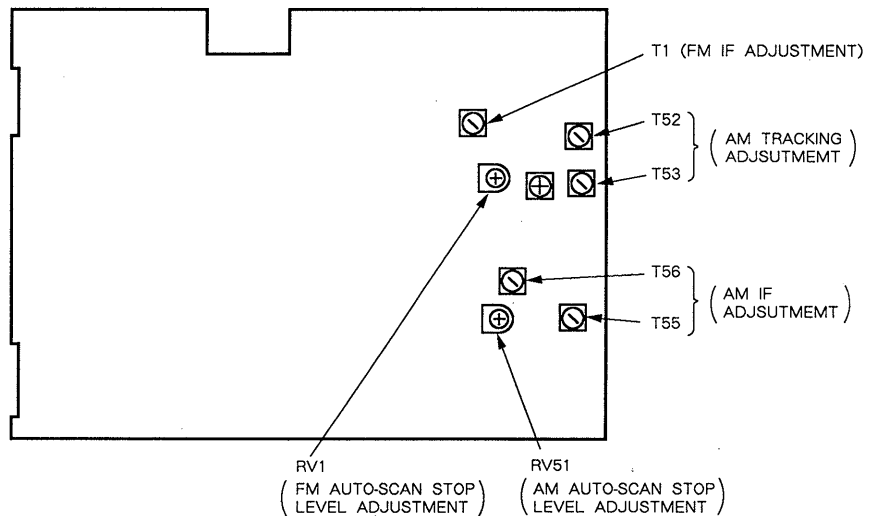 T1 (FM IF ADJUSTMENT)
T52
( AM TRACKING
ADJSUTMEMT )
T53
T56
( AM IF
ADJSUTMEMT )
T55
RV1
( FM AUTO-SCAN STOP
LEVEL ADJUSTMENT )
RV51
( AM AUTO-SCAN STOP
LEVEL ADJUSTMENT )